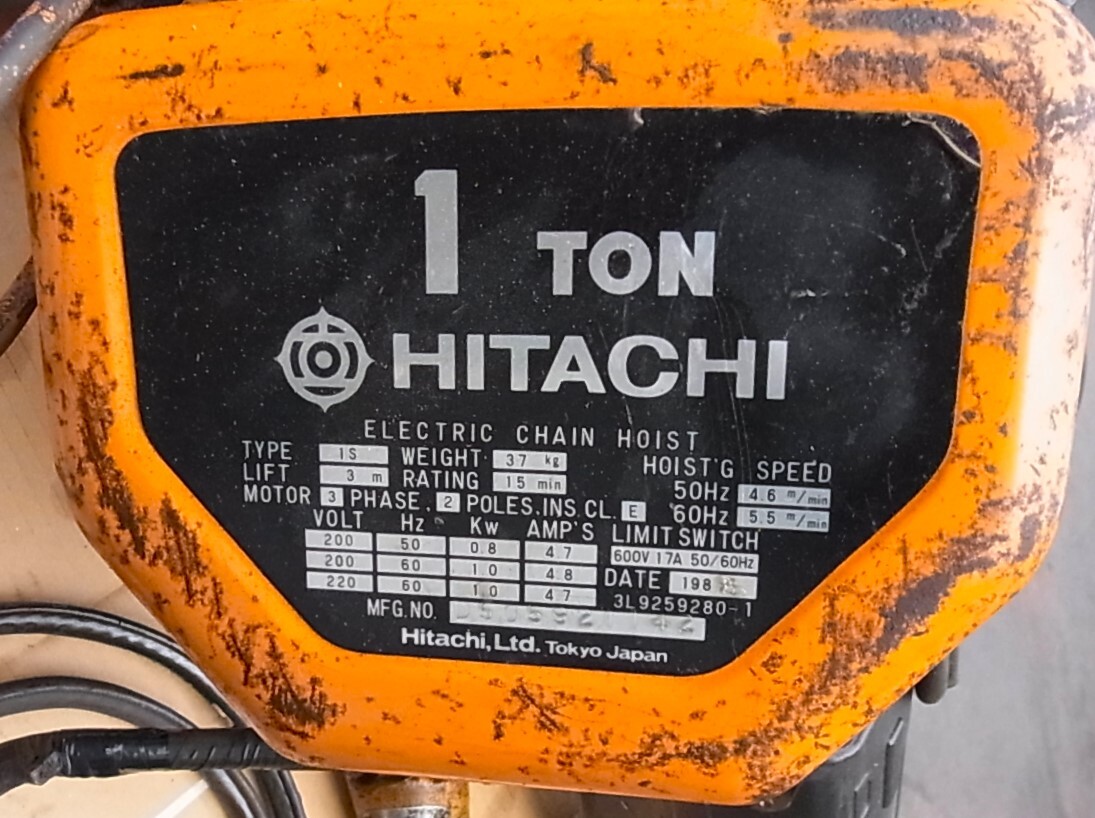 1 TON
HITACHI
ELECTRIC CHAIN HOIST
TYPE 1S WEIGHT 37 kg HOIST'G SPEED
LIFT 3 m RATING 15 min 50Hz 4.6 m/min
MOTOR 3 PHASE, 2 POLES.INS.CL. E 60Hz 5.5 m/min
VOLT Hz Kw AMP'S LIMIT SWITCH
200 50 0.8 4.7 600V 17A 50/60Hz
200 60 1.0 4.8 DATE
220 60 1.0 4.7 3L9259280-1
MFG.NO.
Hitachi,Ltd. Tokyo Japan